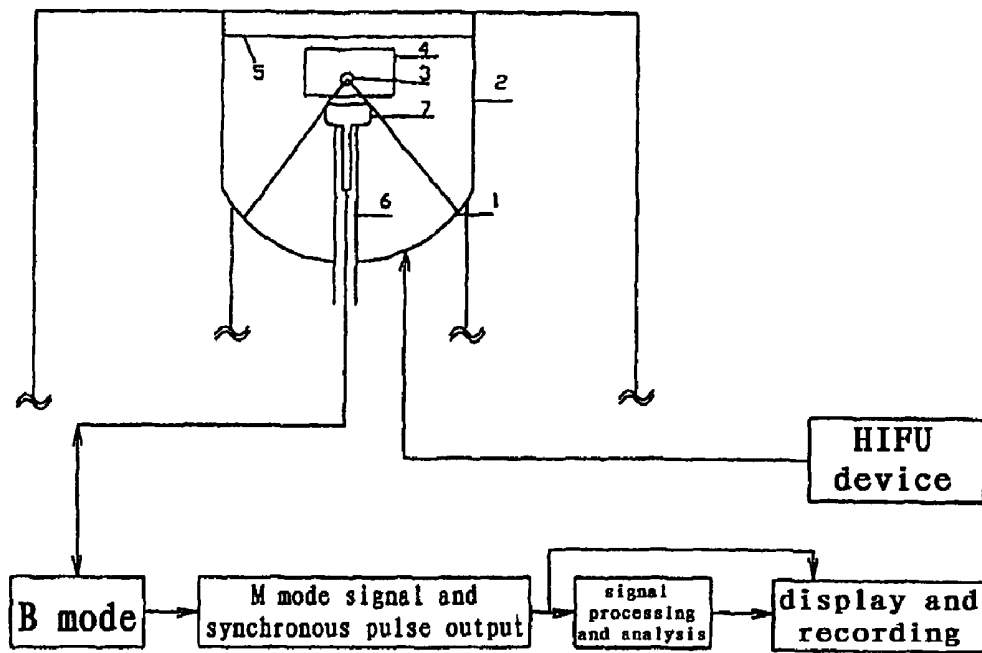 4
5
3
2
7
6
1
HIFU
device
B mode
M mode signal and
synchronous pulse output
signal
processing
and analysis
display and
recording